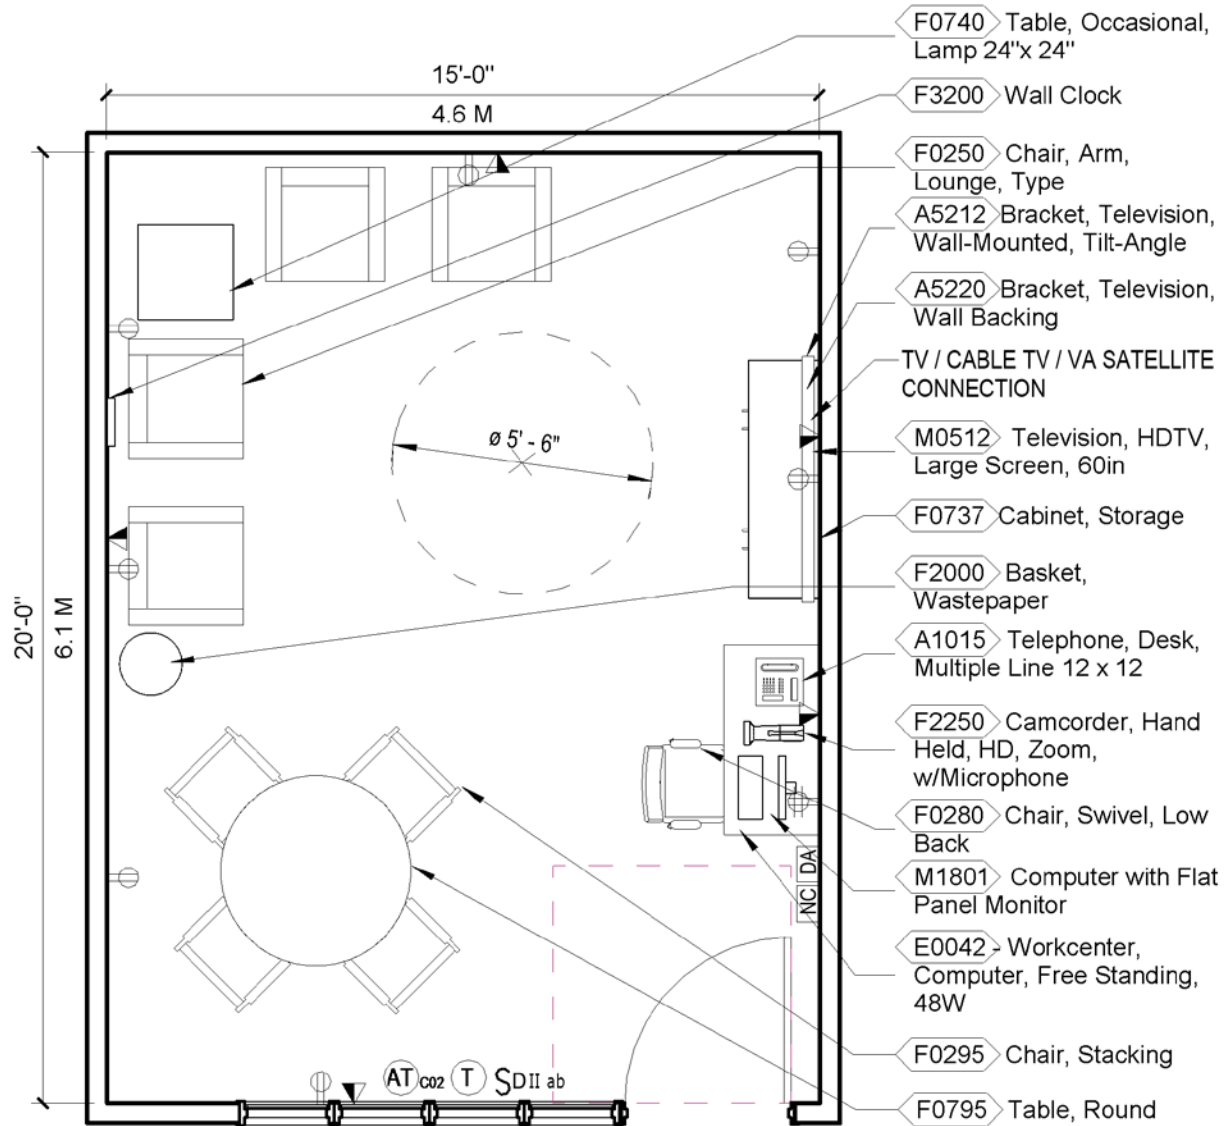 F0740 Table, Occasional,
Lamp 24"x 24"
15'-0"
4.6 M
F3200 Wall Clock
F0250 Chair, Arm,
Lounge, Type
A5212 Bracket, Television,
Wall-Mounted, Tilt-Angle
A5220 Bracket, Television,
Wall Backing
TV / CABLE TV / VA SATELLITE
CONNECTION
ø 5' - 6"
M0512 Television, HDTV,
Large Screen, 60in
F0737 Cabinet, Storage
F2000 Basket,
Wastepaper
20'-0"
6.1 M
A1015 Telephone, Desk,
Multiple Line 12 x 12
F2250 Camcorder, Hand
Held, HD, Zoom,
w/Microphone
F0280 Chair, Swivel, Low
Back
DA
M1801 Computer with Flat
Panel Monitor
NC
E0042 - Workcenter,
Computer, Free Standing,
48W
F0295 Chair, Stacking
AT CO2 T SDII ab
F0795 Table, Round